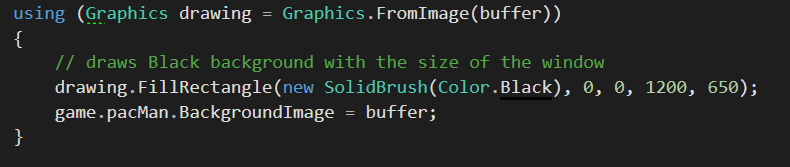 using (Graphics drawing = Graphics.FromImage(buffer))
{
// draws Black background with the size of the window
drawing.FillRectangle(new SolidBrush(Color.Black), 0, 0, 1200, 650);
game.pacMan.BackgroundImage = buffer;
}